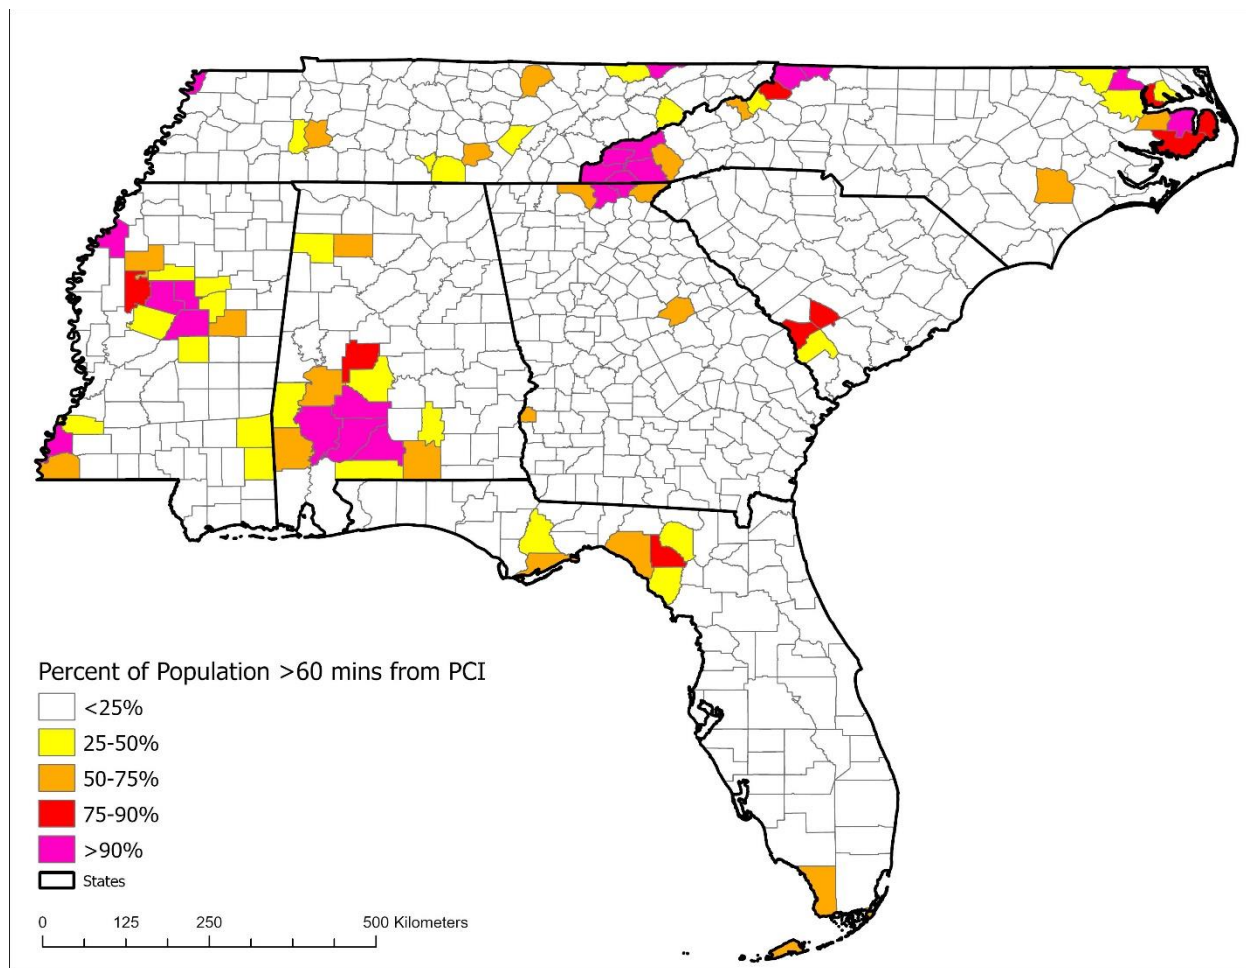 Percent of Population >60 mins from PCI
<25%
25-50%
50-75%
75-90%
>90%
States
0 125 250 500 Kilometers